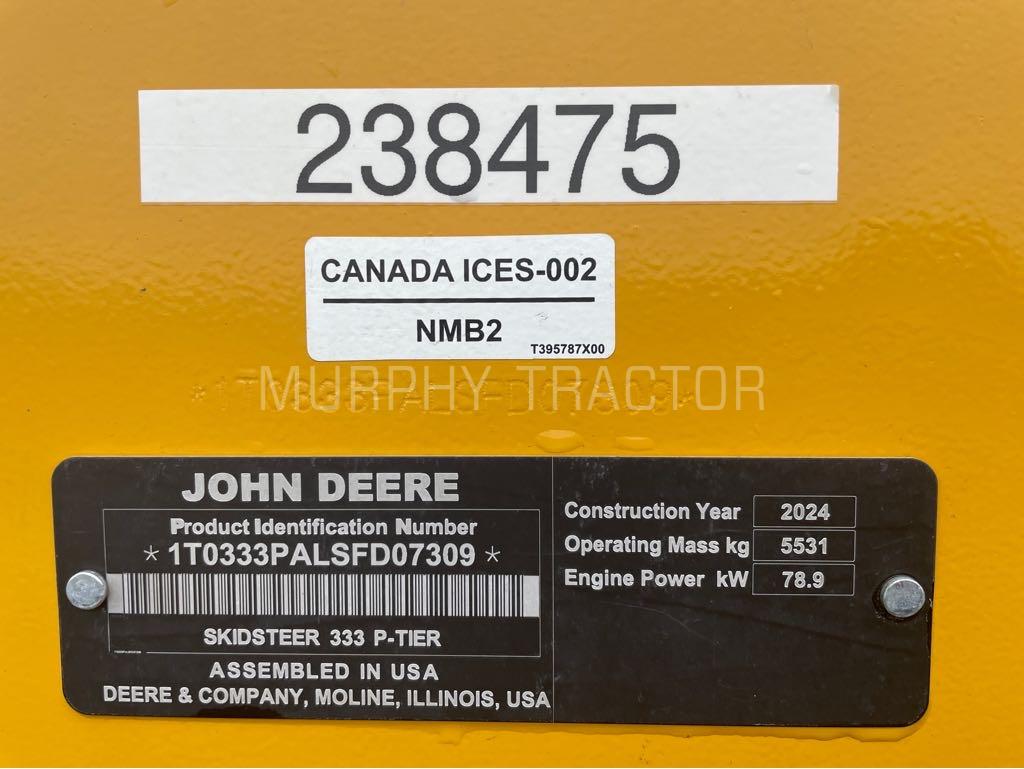 238475
CANADA ICES-002
NMB2
T395787X00
MURPHY TRACTOR
JOHN DEERE
Product Identification Number
* 1T0333PALSFD07309 *
SKIDSTEER 333 P-TIER
ASSEMBLED IN USA
DEERE & COMPANY, MOLINE, ILLINOIS, USA
Construction Year 2024
Operating Mass kg 5531
Engine Power kW 78.9